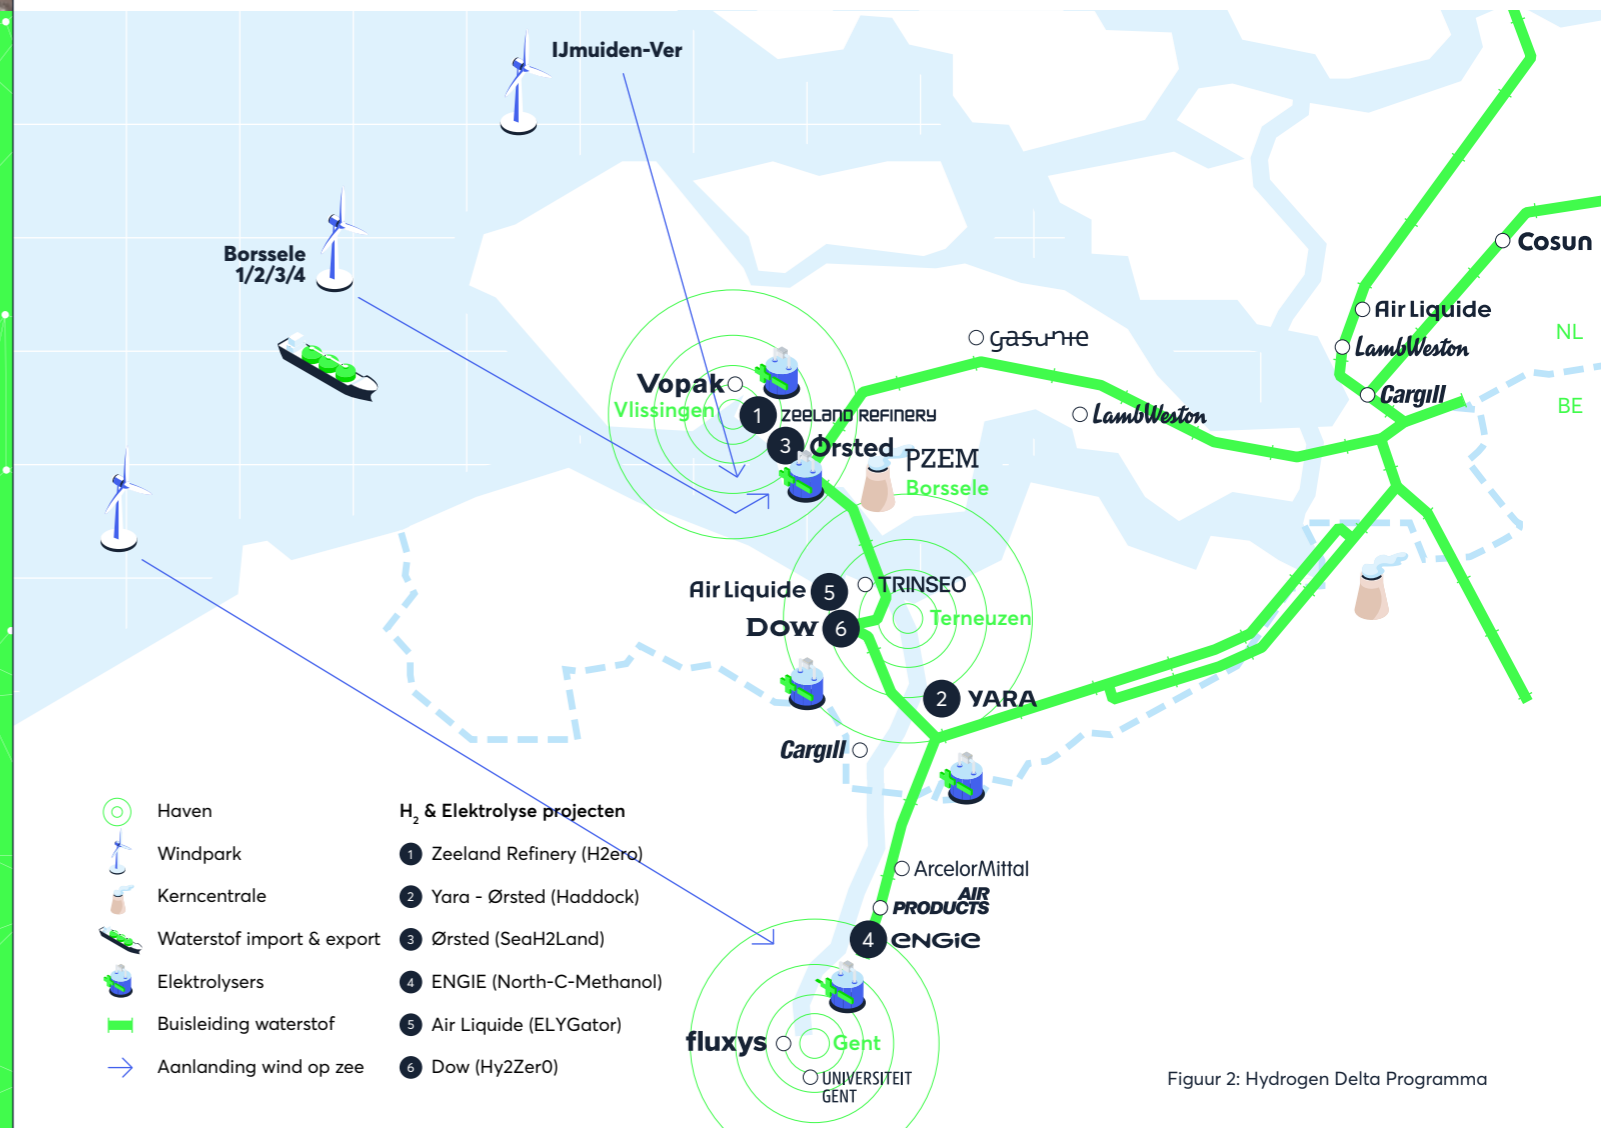 IJmuiden-Ver
Borssele
1/2/3/4
Cosun
Air Liquide
NL
LambWeston
Cargill
BE
gasunie
Vopak
Vlissingen
1
ZEELAND REFINERY
LambWeston
3
Ørsted
PZEM
Borssele
Air Liquide
5
TRINSEO
DOW
6
Terneuzen
2
YARA
Cargill
ArcelorMittal
AIR
PRODUCTS
4
ENGIE
fluxys
Gent
UNIVERSITEIT
GENT
Haven
Windpark
Kerncentrale
Waterstof import & export
Elektrolysers
Buisleiding waterstof
Aanlanding wind op zee
H2 & Elektrolyse projecten
1 Zeeland Refinery (H2ero)
2 Yara - Ørsted (Haddock)
3 Ørsted (SeaH2Land)
4 ENGIE (North-C-Methanol)
5 Air Liquide (ELYGator)
6 Dow (Hy2Zer0)
Figuur 2: Hydrogen Delta Programma